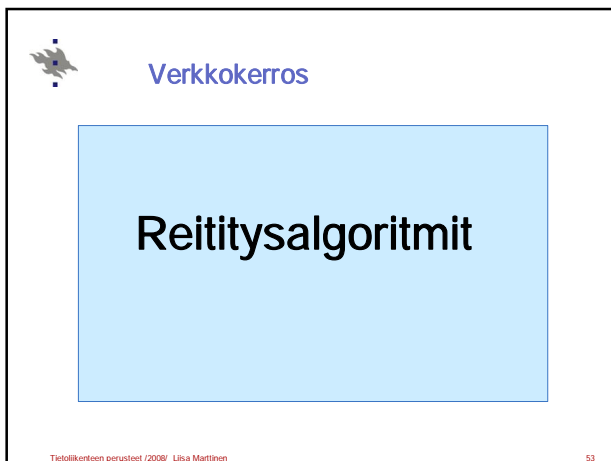 Verkkokerros
Reititysalgoritmit
Tietoliikenteen perusteet /2008/ Liisa Marttinen 53